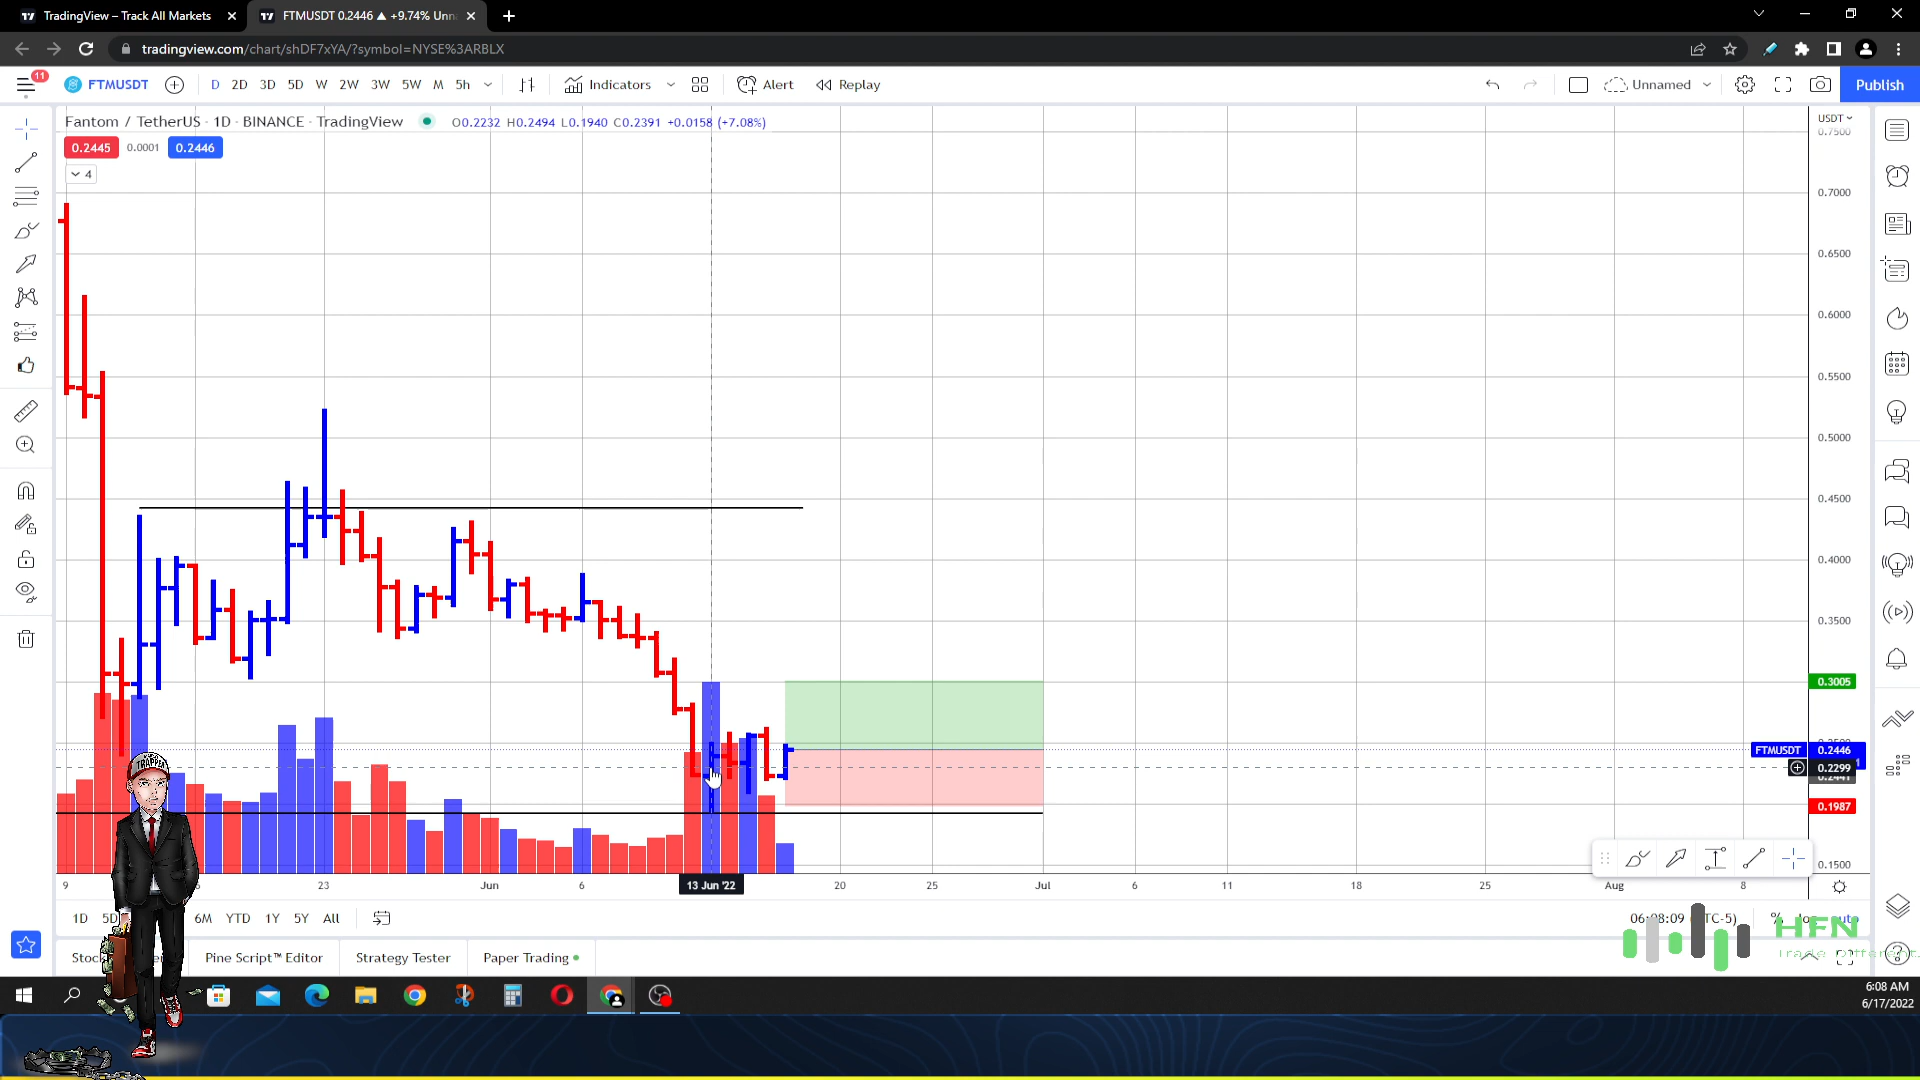 TradingView – Track All Markets
FTMUSDT 0.2446 ▲ +9.74% Unn
tradingview.com/chart/shDF7xYA/?symbol=NYSE%3ARBLX
11
FTMUSDT
D 2D 3D 5D W 2W 3W 5W M 5h
Indicators
Alert
Replay
Unnamed
Publish
Fantom / TetherUS · 1D · BINANCE · TradingView
O0.2232 H0.2494 L0.1940 C0.2391 +0.0158 (+7.08%)
USDT
0.2445 0.0001 0.2446
4
0.7500
0.7000
0.6500
0.6000
0.5500
0.5000
0.4500
0.4000
0.3500
0.3005
FTMUSDT 0.2446
0.2299
0.1987
0.1500
9 23 Jun 6 13 Jun '22 20 25 Jul 6 11 18 25 Aug 8
TRAPPER
1D 5D 6M YTD 1Y 5Y All
HFN
Pine Script™ Editor
Strategy Tester
Paper Trading
6:08 AM
6/17/2022